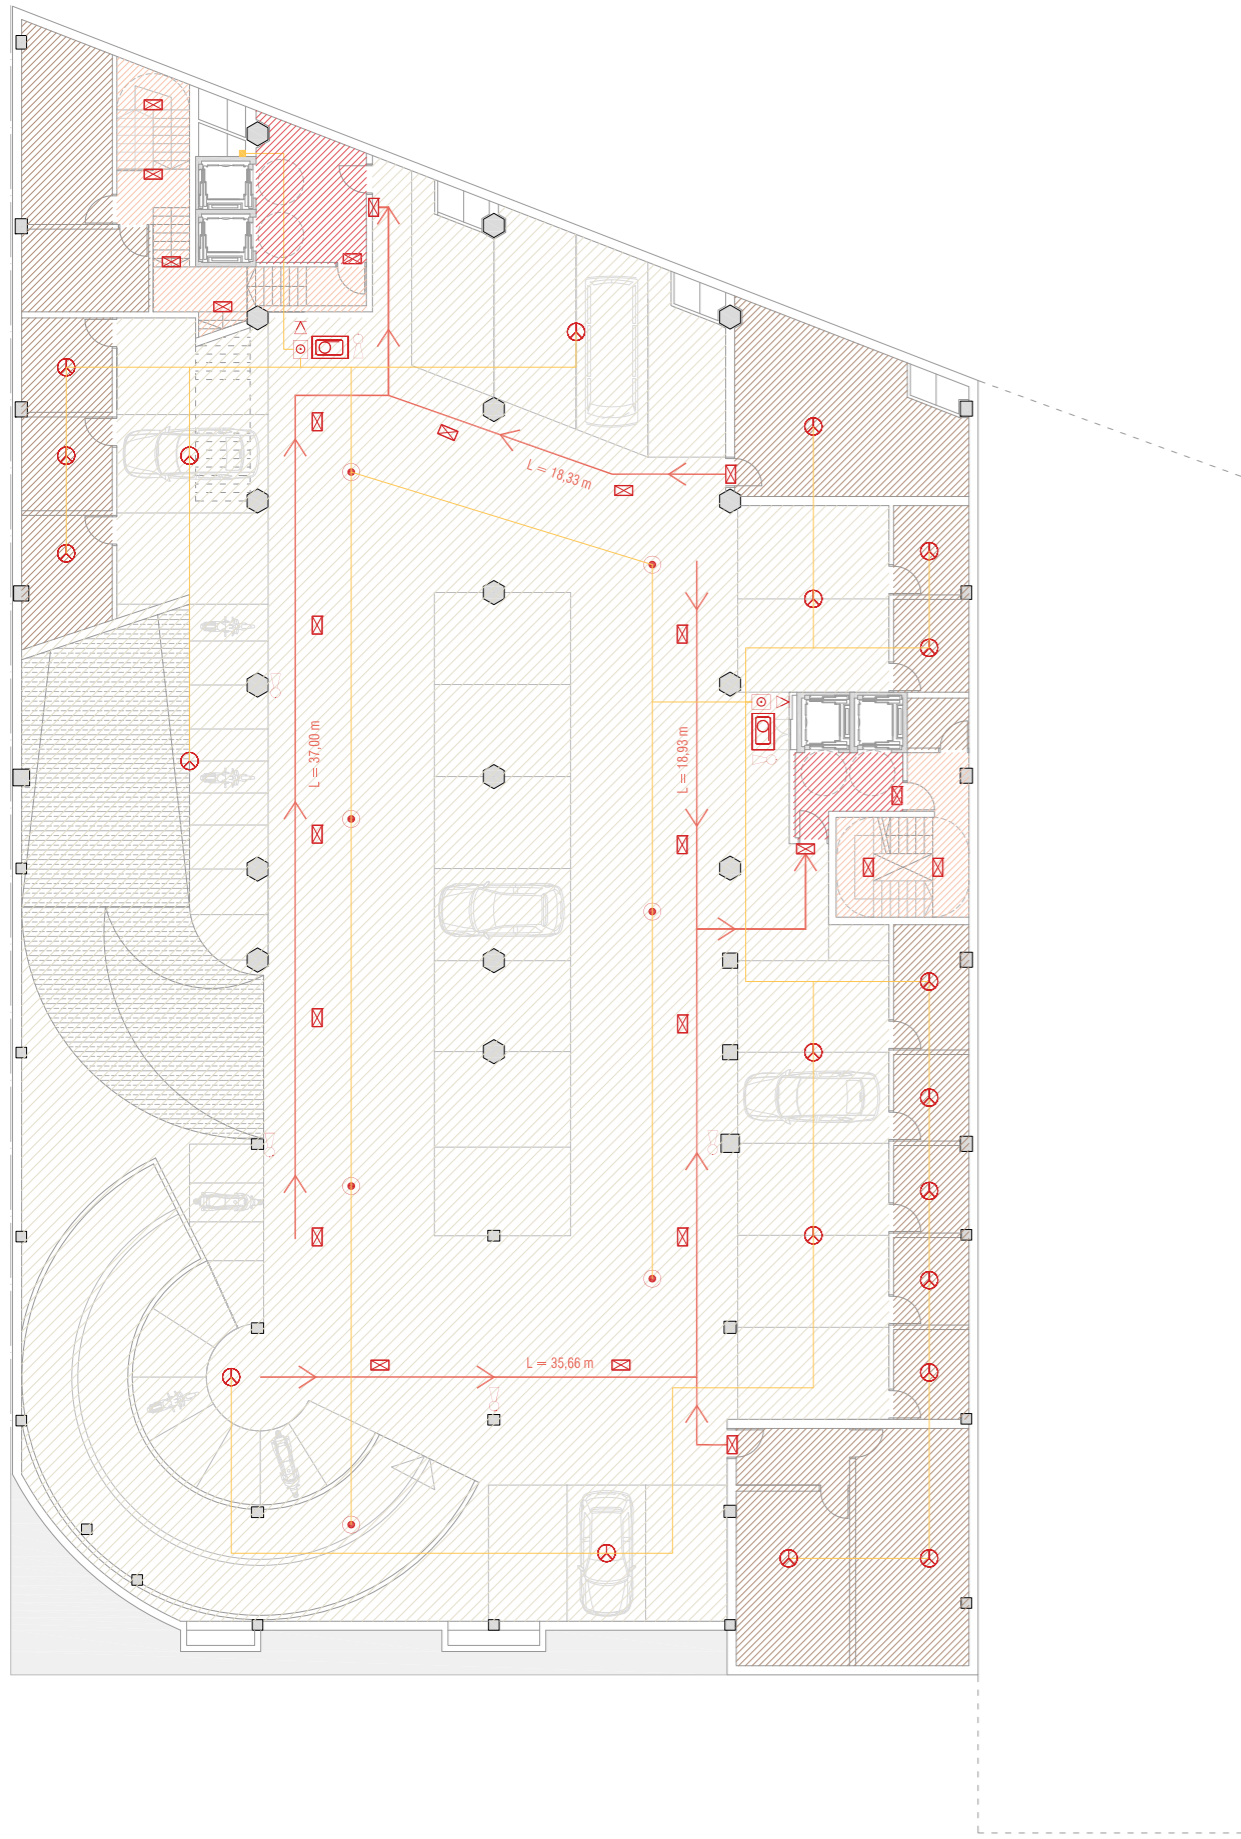 L = 18,33 m
L = 37,00 m
L = 18,93 m
L = 35,66 m